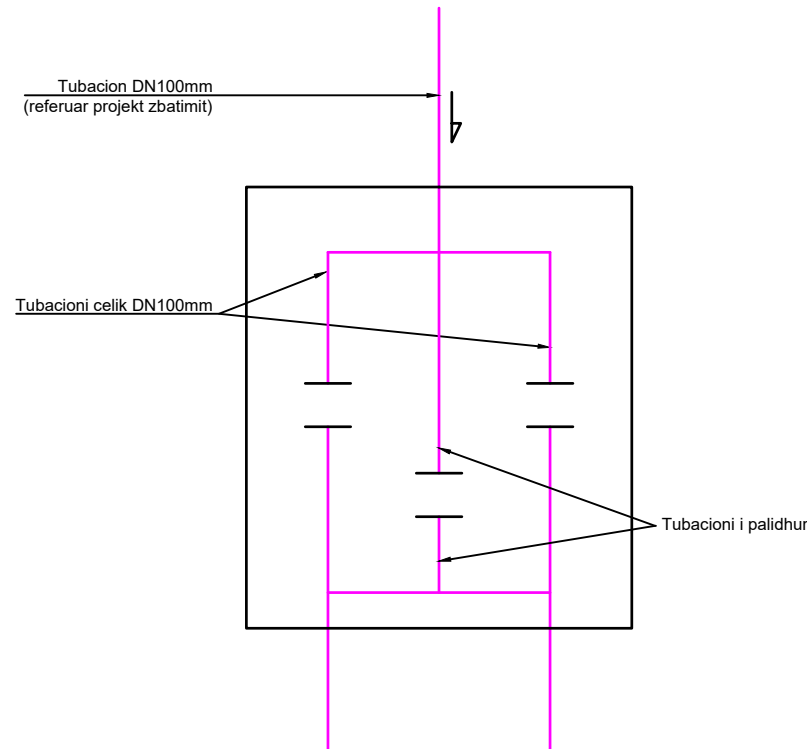 Tubacion DN100mm
(referuar projekt zbatimit)
Tubacioni celik DN100mm
Tubacioni i palidhur